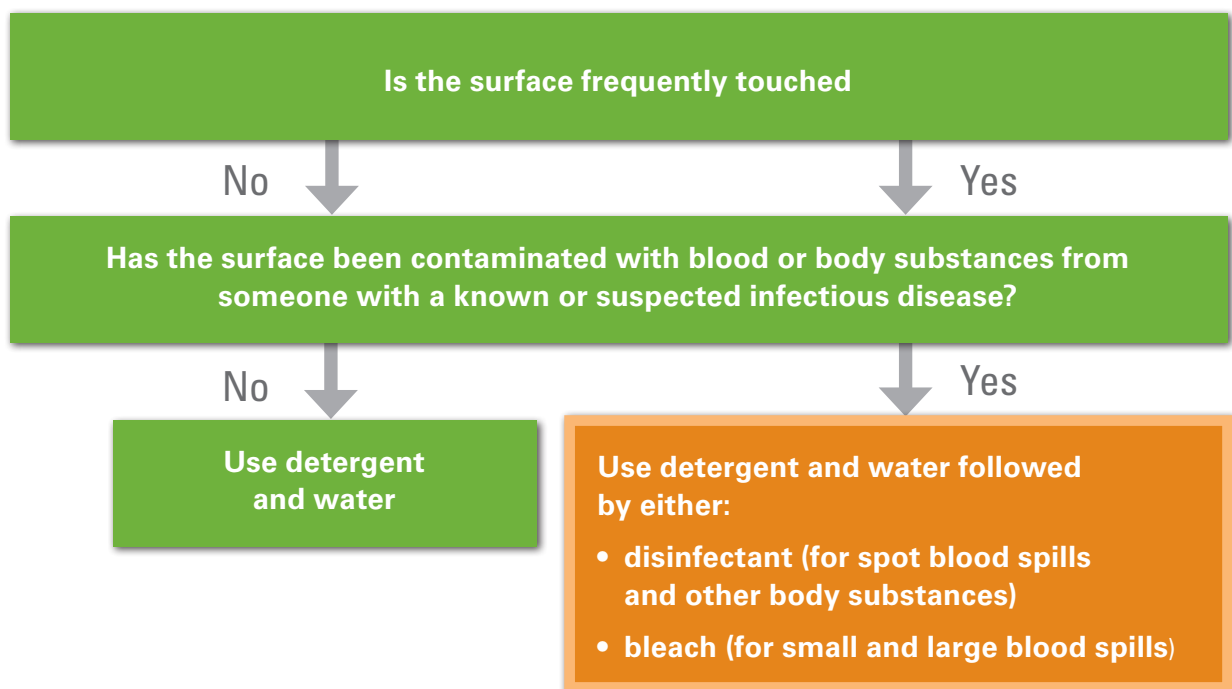 Is the surface frequently touched
No
Yes
Has the surface been contaminated with blood or body substances from
someone with a known or suspected infectious disease?
No
Yes
Use detergent
and water
Use detergent and water followed
by either:
• disinfectant (for spot blood spills
and other body substances)
• bleach (for small and large blood spills)